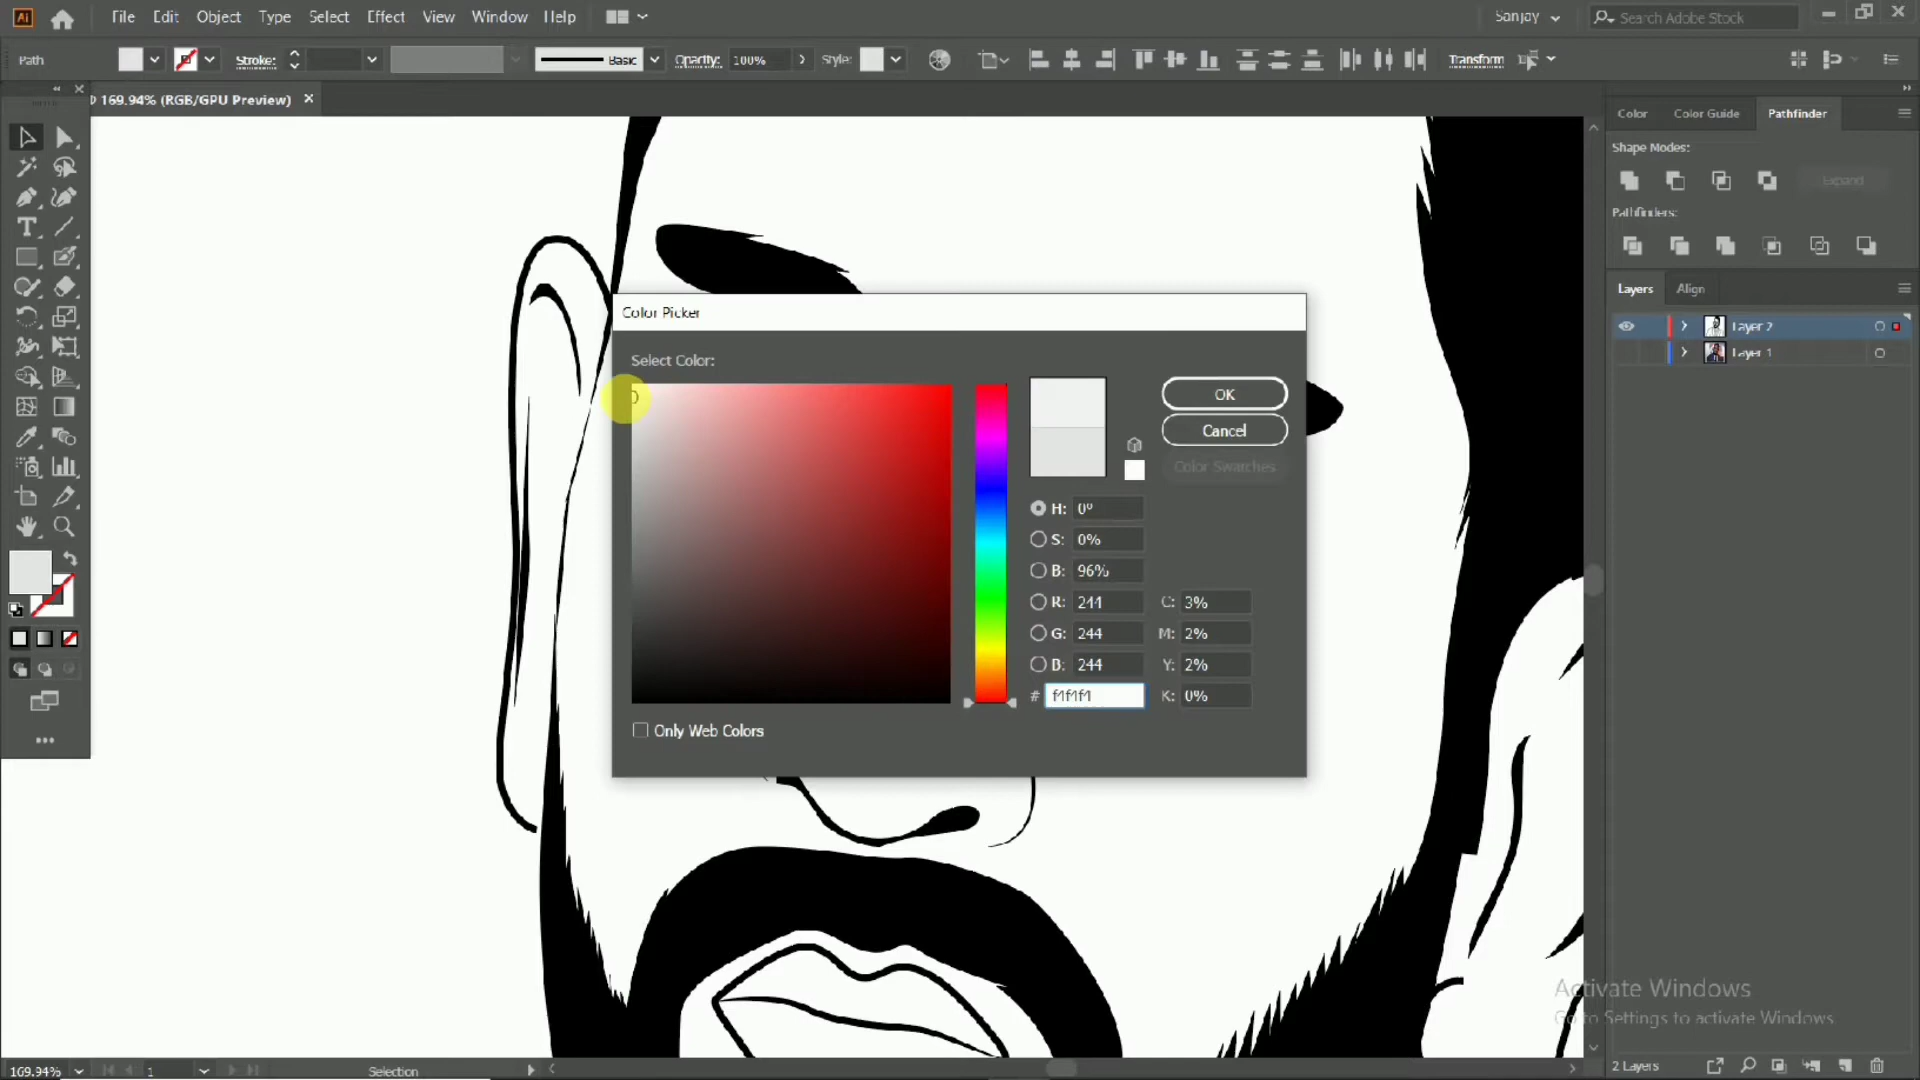 Ai File Edit Object Type Select Effect View Window Help Sanjay Search Adobe Stock
Path Stroke: Basic Opacity: 100% Style: Transform
169.94% (RGB/GPU Preview) ×
Color Color Guide Pathfinder
Shape Modes:
Expand
Pathfinders:
Layers Align
Layer 2
Layer 1
Color Picker
Select Color:
OK
Cancel
Color Swatches
H: 0°
S: 0%
B: 96%
R: 244 C: 3%
G: 244 M: 2%
B: 244 Y: 2%
# f4f4f4 K: 0%
Only Web Colors
Activate Windows
Go to Settings to activate Windows
169.94% 1 Selection 2 Layers